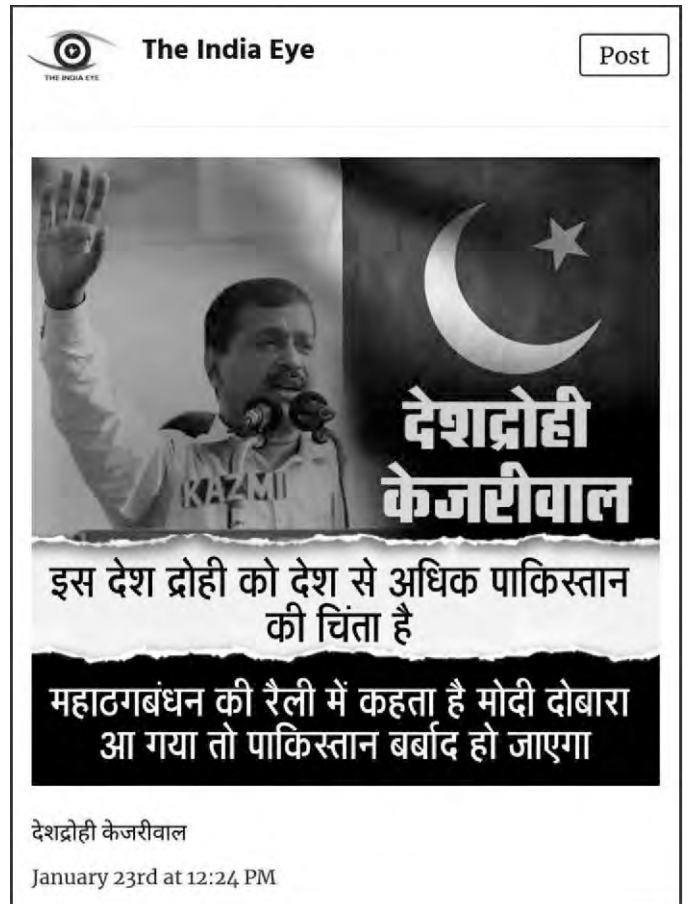 THE INDIA EYE
The India Eye
Post
KAZMI
देशद्रोही
केजरीवाल
इस देश द्रोही को देश से अधिक पाकिस्तान
की चिंता है
महाठगबंधन की रैली में कहता है मोदी दोबारा
आ गया तो पाकिस्तान बर्बाद हो जाएगा
देशद्रोही केजरीवाल
January 23rd at 12:24 PM